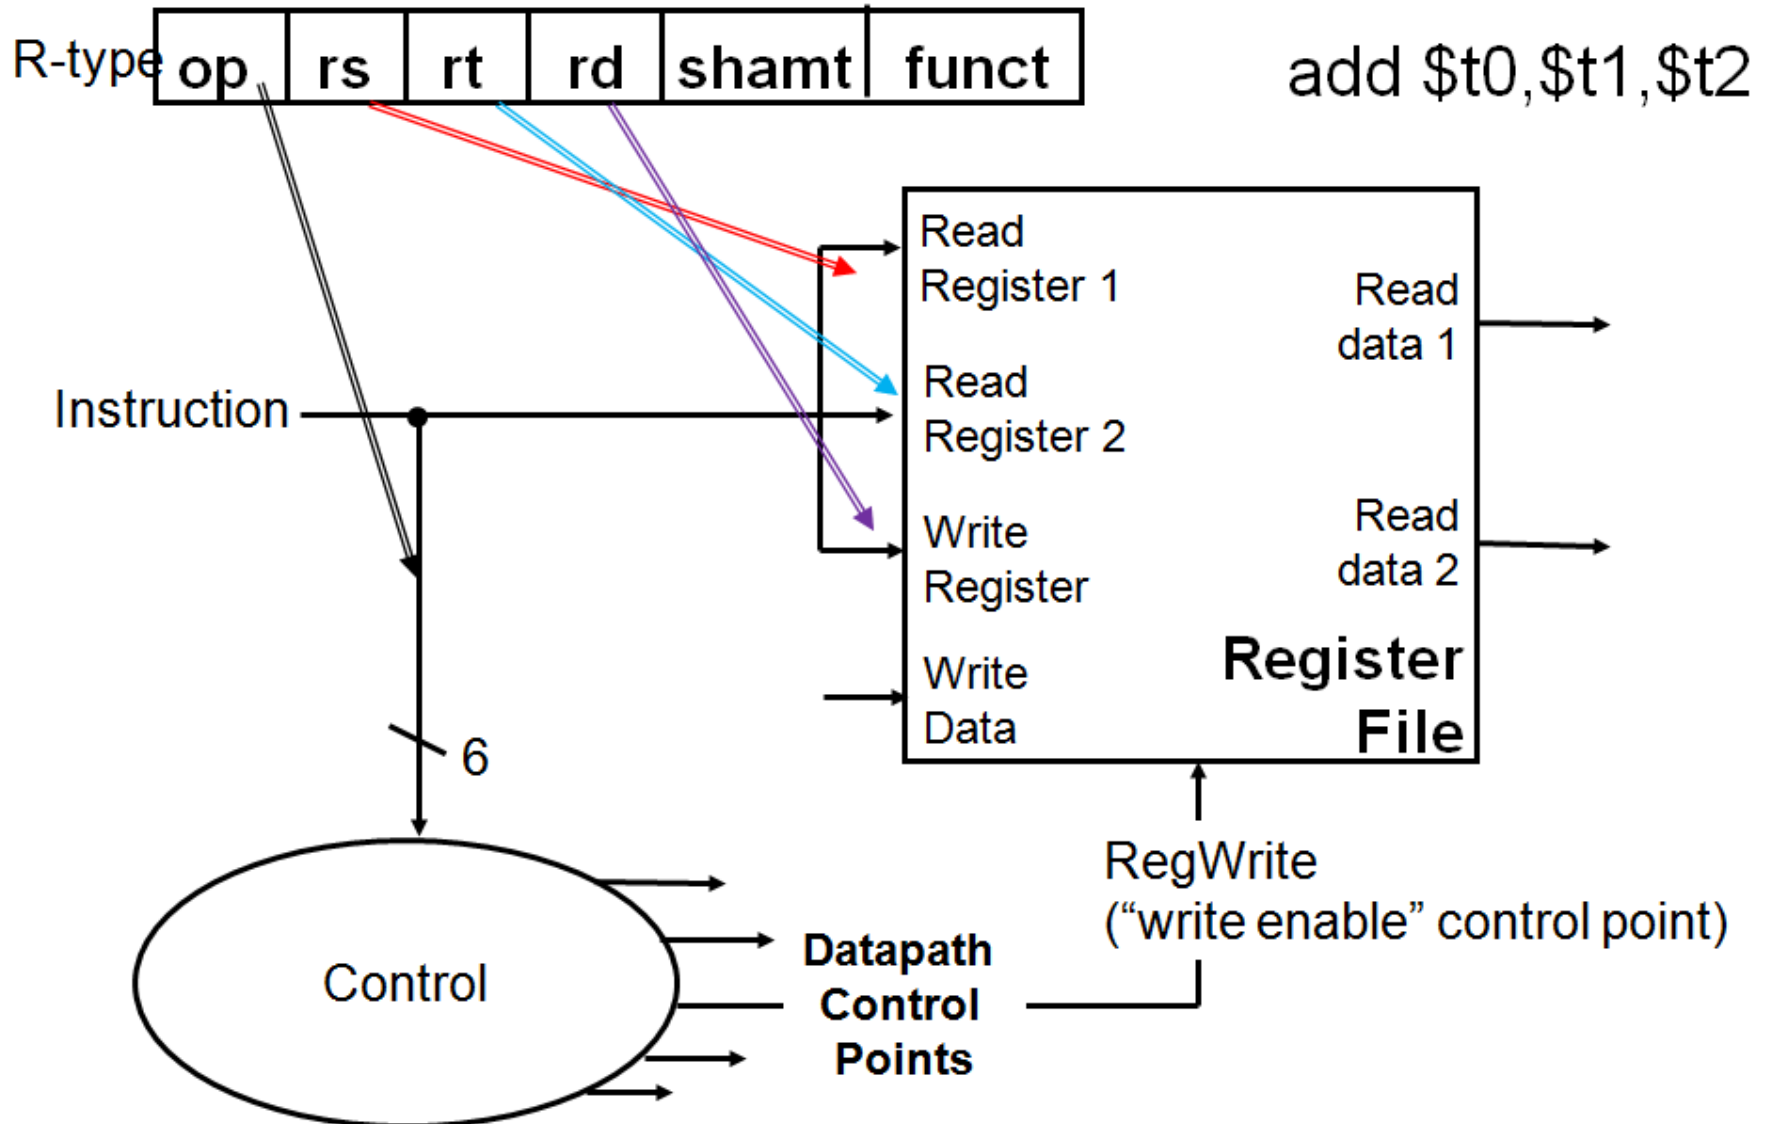 R-type op rs rt rd shamt funct
add $t0,$t1,$t2
Read
Register 1
Read
data 1
Read
Register 2
Instruction
Write
Register
Read
data 2
Write
Data
Register
File
6
RegWrite
(“write enable” control point)
Control
Datapath
Control
Points